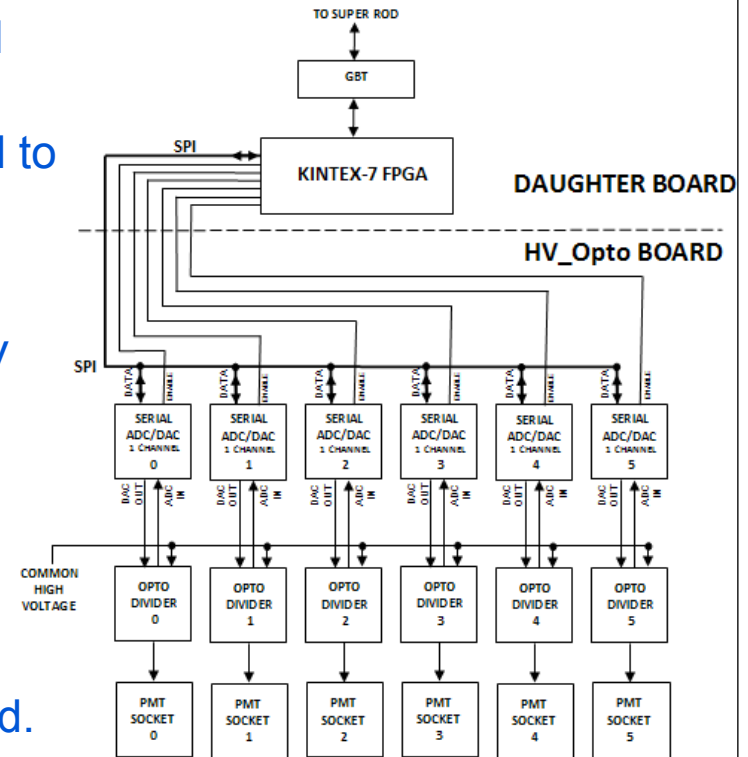 TO SUPER ROD
GBT
l to
SPI
KINTEX-7 FPGA
DAUGHTER BOARD
HV_Opto BOARD
y
SPI
DATA ENABLE DATA ENABLE DATA ENABLE DATA ENABLE DATA ENABLE DATA ENABLE
SERIAL SERIAL SERIAL SERIAL SERIAL SERIAL
ADC/DAC ADC/DAC ADC/DAC ADC/DAC ADC/DAC ADC/DAC
1 CHANNEL 1 CHANNEL 1 CHANNEL 1 CHANNEL 1 CHANNEL 1 CHANNEL
0 1 2 3 4 5
DAC OUT ADC IN DAC OUT ADC IN DAC OUT ADC IN DAC OUT ADC IN DAC OUT ADC IN DAC OUT ADC IN
COMMON
HIGH
VOLTAGE
OPTO OPTO OPTO OPTO OPTO OPTO
DIVIDER DIVIDER DIVIDER DIVIDER DIVIDER DIVIDER
0 1 2 3 4 5
PMT PMT PMT PMT PMT PMT
SOCKET SOCKET SOCKET SOCKET SOCKET SOCKET
0 1 2 3 4 5
d.